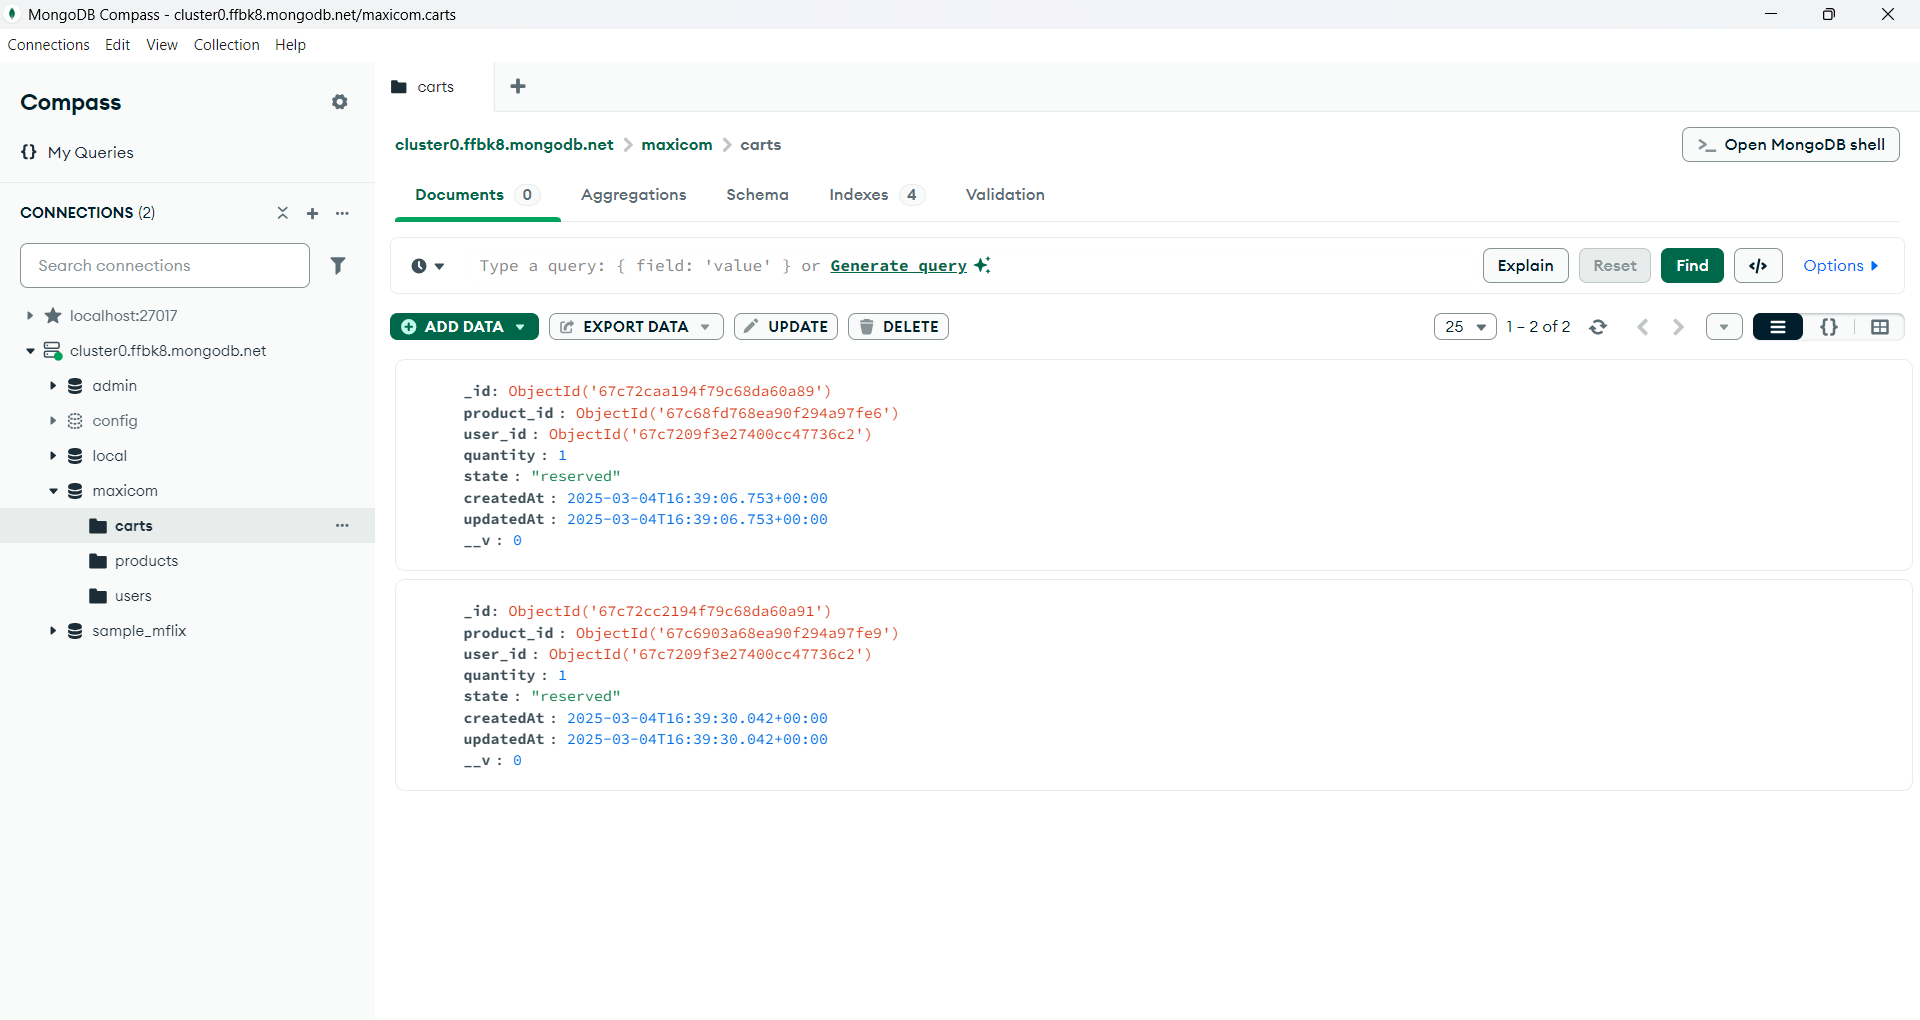 MongoDB Compass - cluster0.ffbk8.mongodb.net/maxicom.carts
Connections Edit View Collection Help
Compass
My Queries
CONNECTIONS (2)
Search connections
localhost:27017
cluster0.ffbk8.mongodb.net
admin
config
local
maxicom
carts
products
users
sample_mflix
carts
cluster0.ffbk8.mongodb.net > maxicom > carts
>_ Open MongoDB shell
Documents 0 Aggregations Schema Indexes 4 Validation
Type a query: { field: 'value' } or Generate query
Explain Reset Find </> Options
ADD DATA EXPORT DATA UPDATE DELETE
25 1 – 2 of 2 {}
_id: ObjectId('67c72caa194f79c68da60a89')
product_id : ObjectId('67c68fd768ea90f294a97fe6')
user_id : ObjectId('67c7209f3e27400cc47736c2')
quantity : 1
state : "reserved"
createdAt : 2025-03-04T16:39:06.753+00:00
updatedAt : 2025-03-04T16:39:06.753+00:00
__v : 0
_id: ObjectId('67c72cc2194f79c68da60a91')
product_id : ObjectId('67c6903a68ea90f294a97fe9')
user_id : ObjectId('67c7209f3e27400cc47736c2')
quantity : 1
state : "reserved"
createdAt : 2025-03-04T16:39:30.042+00:00
updatedAt : 2025-03-04T16:39:30.042+00:00
__v : 0